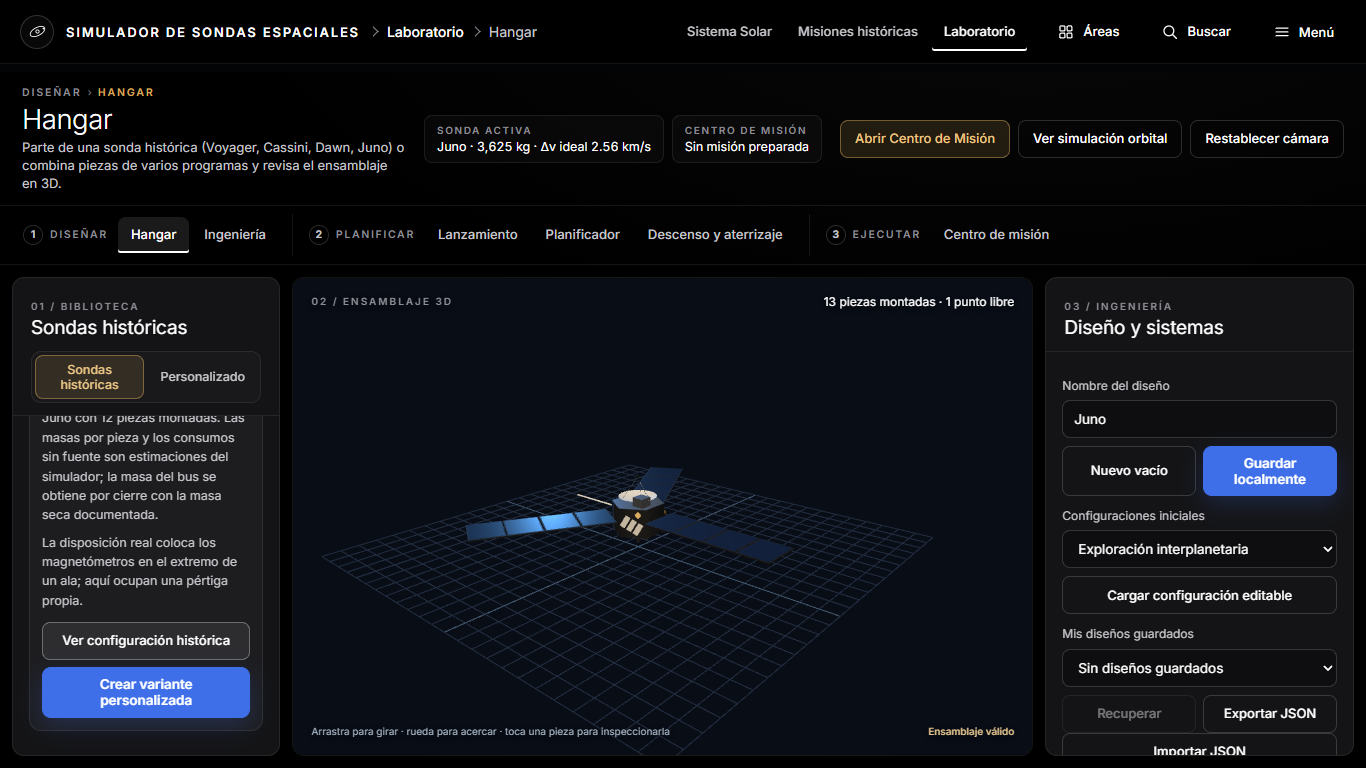 SIMULADOR DE SONDAS ESPACIALES > Laboratorio > Hangar
Sistema Solar
Misiones históricas
Laboratorio
Áreas
Buscar
Menú
DISEÑAR › HANGAR
Hangar
Parte de una sonda histórica (Voyager, Cassini, Dawn, Juno) o
combina piezas de varios programas y revisa el ensamblaje
en 3D.
SONDA ACTIVA
Juno · 3,625 kg · Δv ideal 2.56 km/s
CENTRO DE MISIÓN
Sin misión preparada
Abrir Centro de Misión
Ver simulación orbital
Restablecer cámara
1 DISEÑAR
Hangar
Ingeniería
2 PLANIFICAR
Lanzamiento
Planificador
Descenso y aterrizaje
3 EJECUTAR
Centro de misión
01 / BIBLIOTECA
Sondas históricas
Sondas
históricas
Personalizado
Juno con 12 piezas montadas. Las
masas por pieza y los consumos
sin fuente son estimaciones del
simulador; la masa del bus se
obtiene por cierre con la masa
seca documentada.
La disposición real coloca los
magnetómetros en el extremo de
un ala; aquí ocupan una pértiga
propia.
Ver configuración histórica
Crear variante
personalizada
02 / ENSAMBLAJE 3D
13 piezas montadas · 1 punto libre
Arrastra para girar · rueda para acercar · toca una pieza para inspeccionarla
Ensamblaje válido
03 / INGENIERÍA
Diseño y sistemas
Nombre del diseño
Juno
Nuevo vacío
Guardar
localmente
Configuraciones iniciales
Exploración interplanetaria
Cargar configuración editable
Mis diseños guardados
Sin diseños guardados
Recuperar
Exportar JSON
Importar JSON